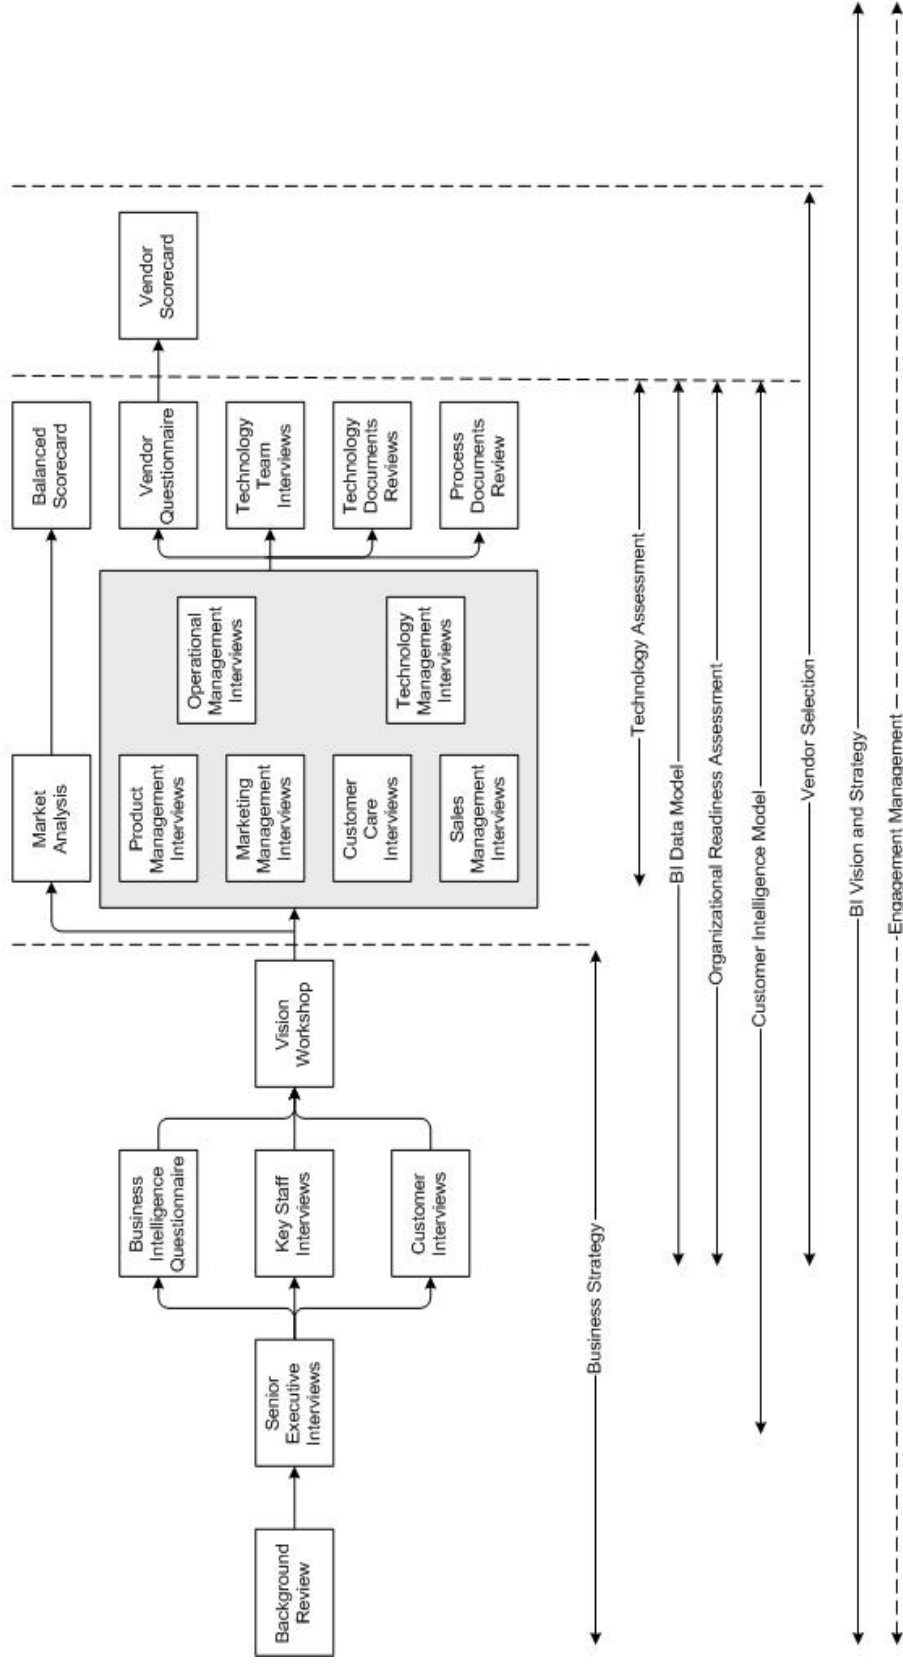 Background
Review
Senior
Executive
Interviews
Business
Intelligence
Questionnaire
Key Staff
Interviews
Customer
Interviews
Vision
Workshop
Market
Analysis
Product
Management
Interviews
Marketing
Management
Interviews
Customer
Care
Interviews
Sales
Management
Interviews
Operational
Management
Interviews
Technology
Management
Interviews
Balanced
Scorecard
Vendor
Questionnaire
Technology
Team
Interviews
Technology
Documents
Reviews
Process
Documents
Review
Vendor
Scorecard
Business Strategy
Technology Assessment
BI Data Model
Organizational Readiness Assessment
Customer Intelligence Model
Vendor Selection
BI Vision and Strategy
Engagement Management